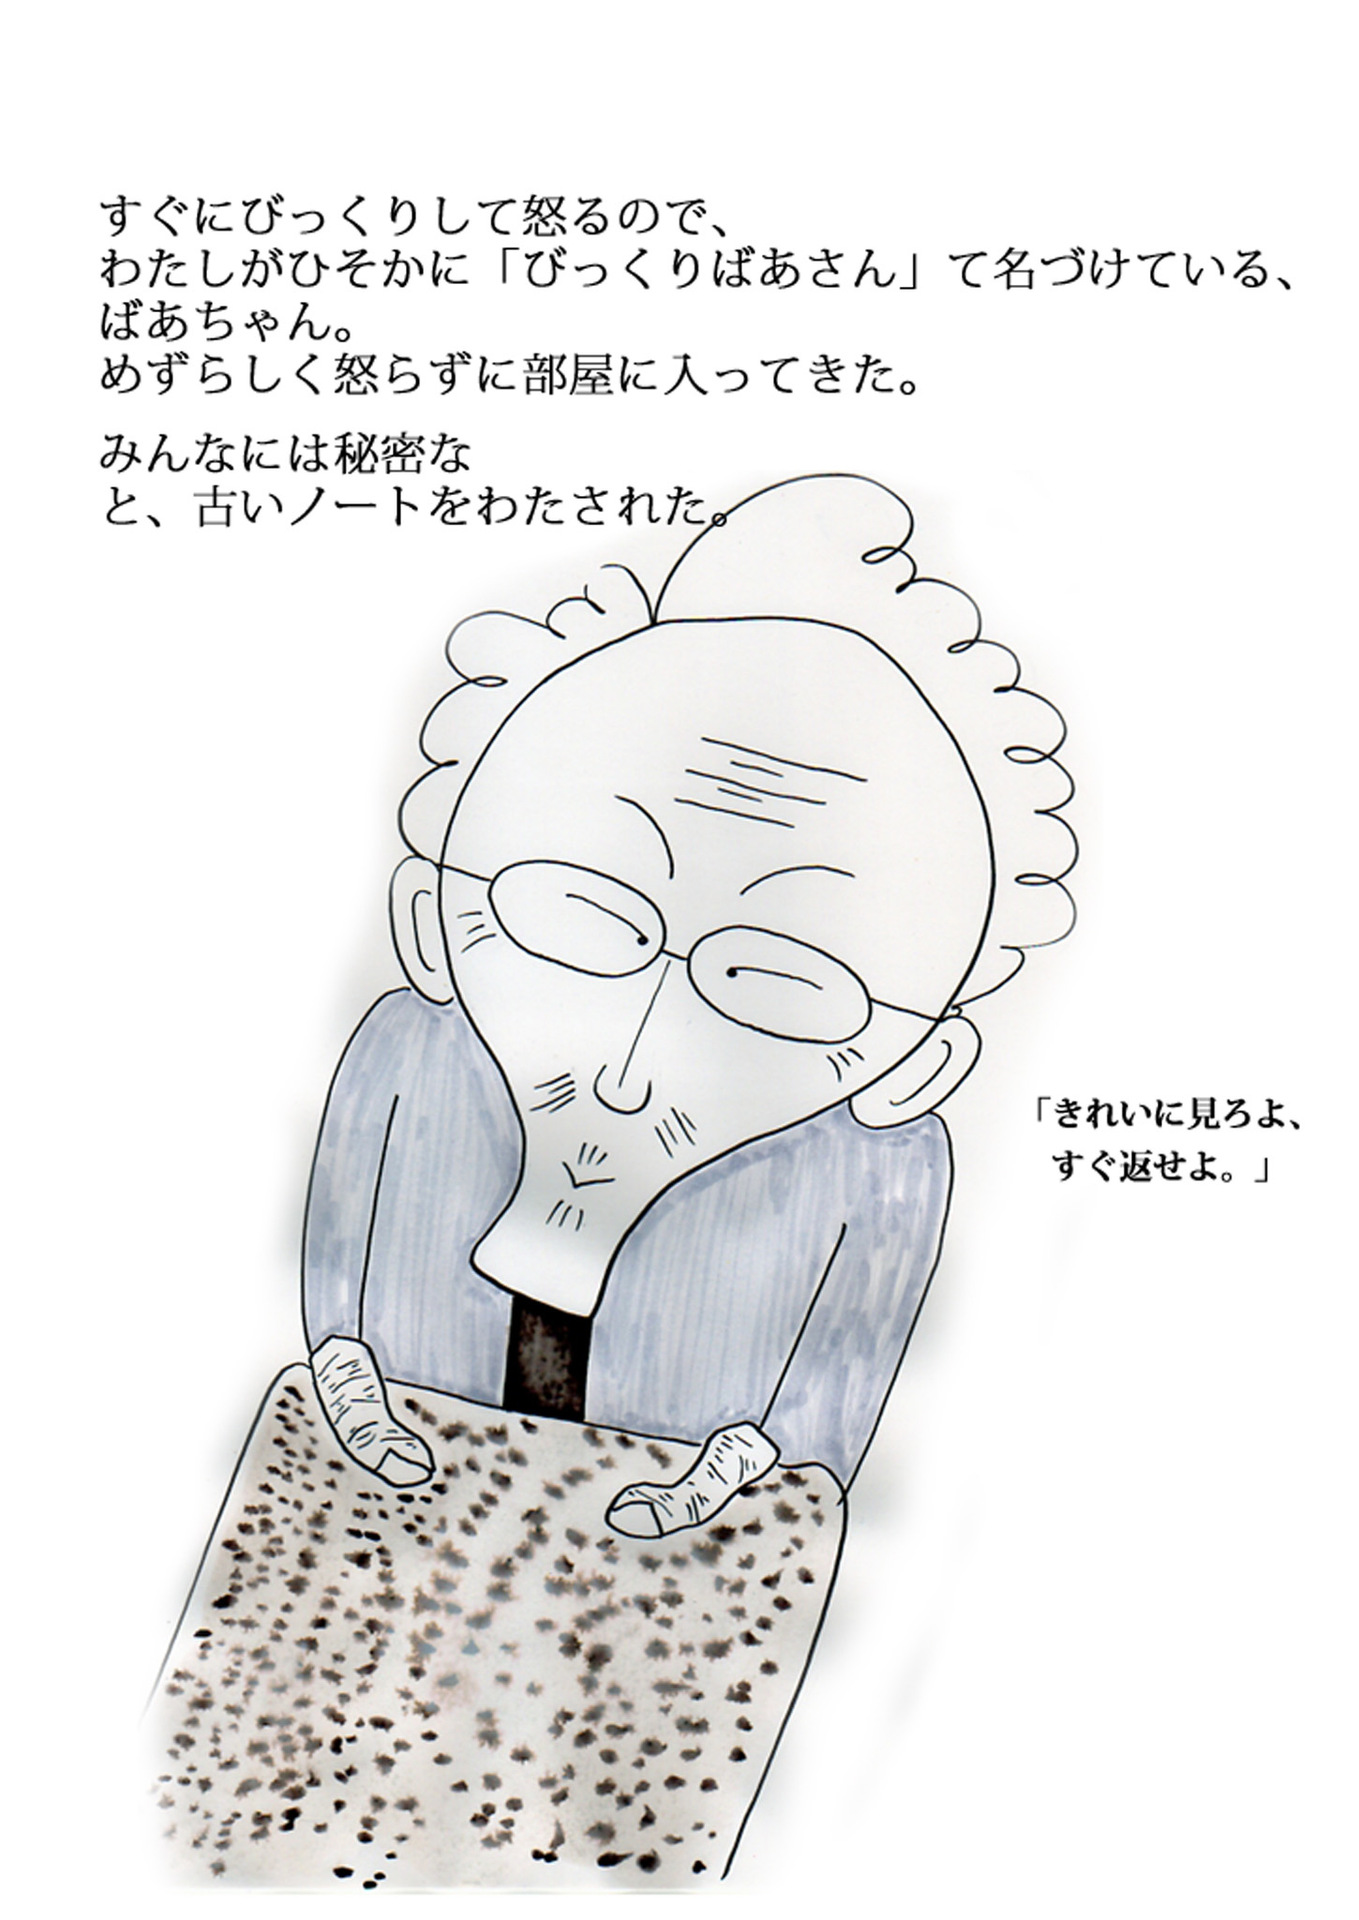 すぐにびっくりして怒るので、
わたしがひそかに「びっくりばあさん」て名づけている、
ばあちゃん。
めずらしく怒らずに部屋に入ってきた。
みんなには秘密な
と、古いノートをわたされた。
「きれいに見ろよ、
すぐ返せよ。」